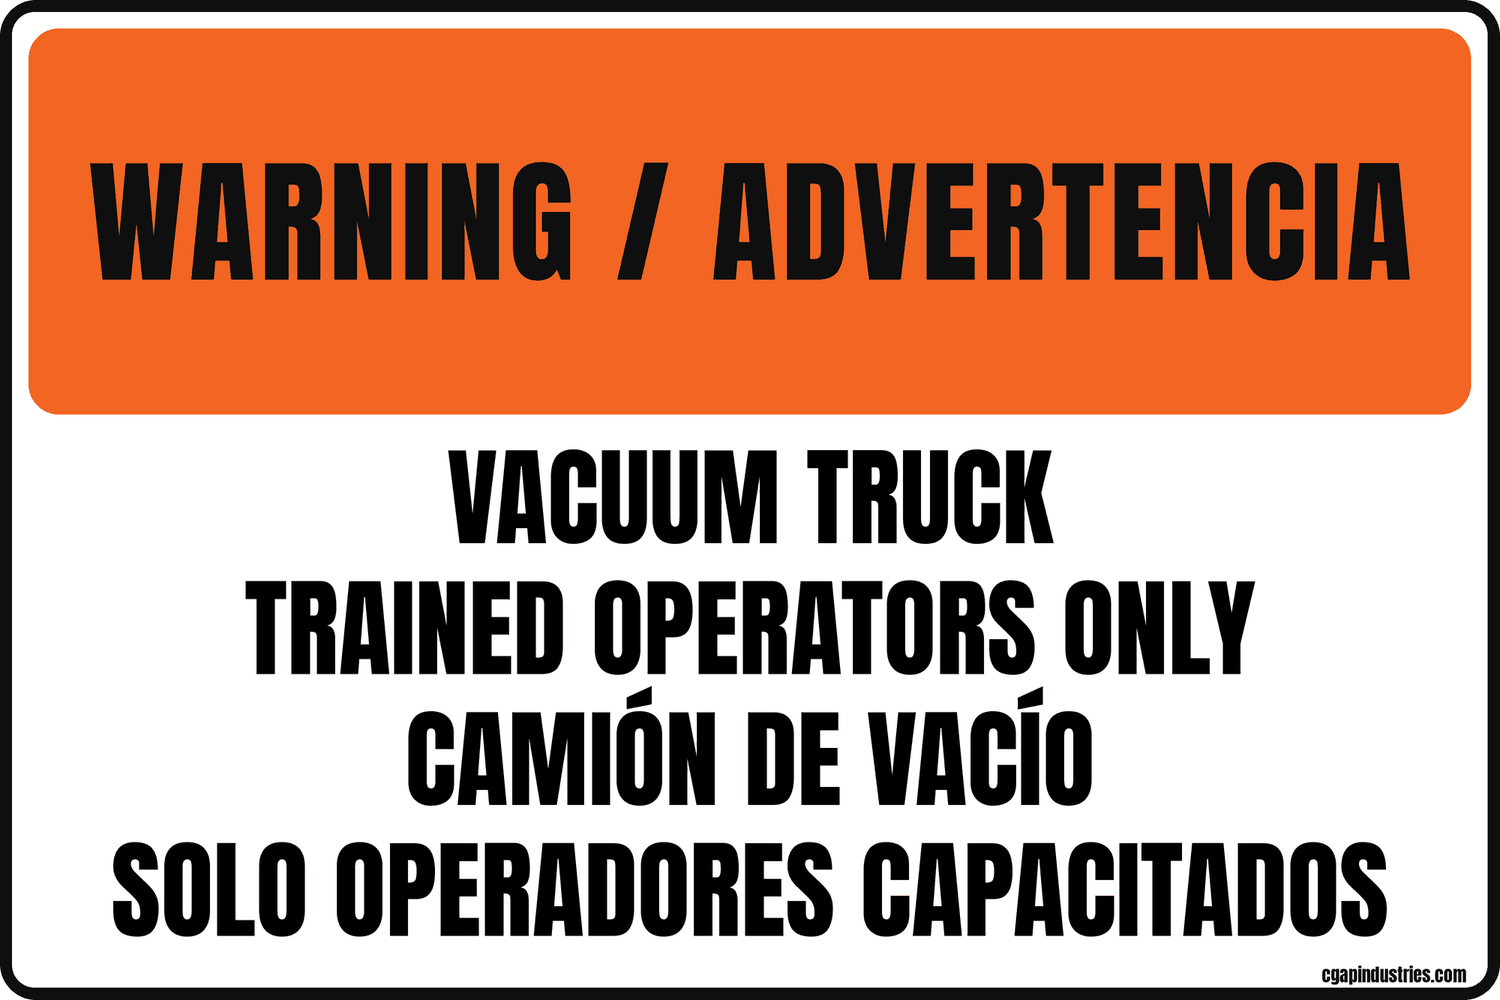 WARNING / ADVERTENCIA
VACUUM TRUCK
TRAINED OPERATORS ONLY
CAMIÓN DE VACÍO
SOLO OPERADORES CAPACITADOS
cgapindustries.com